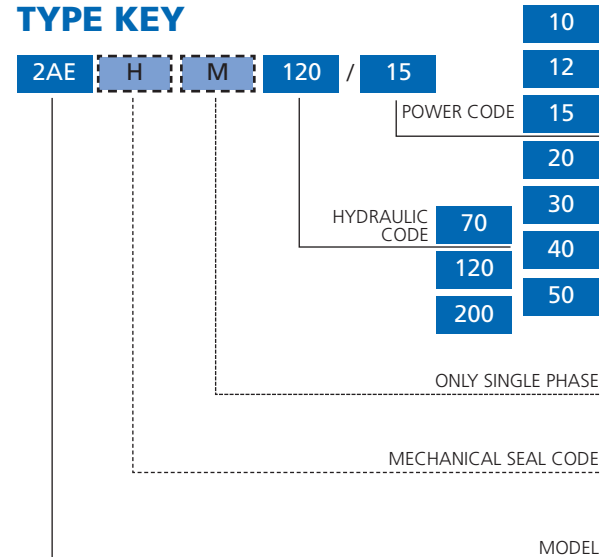 TYPE KEY
2AE H M 120 / 15
POWER CODE
10
12
15
20
30
40
50
HYDRAULIC
CODE
70
120
200
ONLY SINGLE PHASE
MECHANICAL SEAL CODE
MODEL